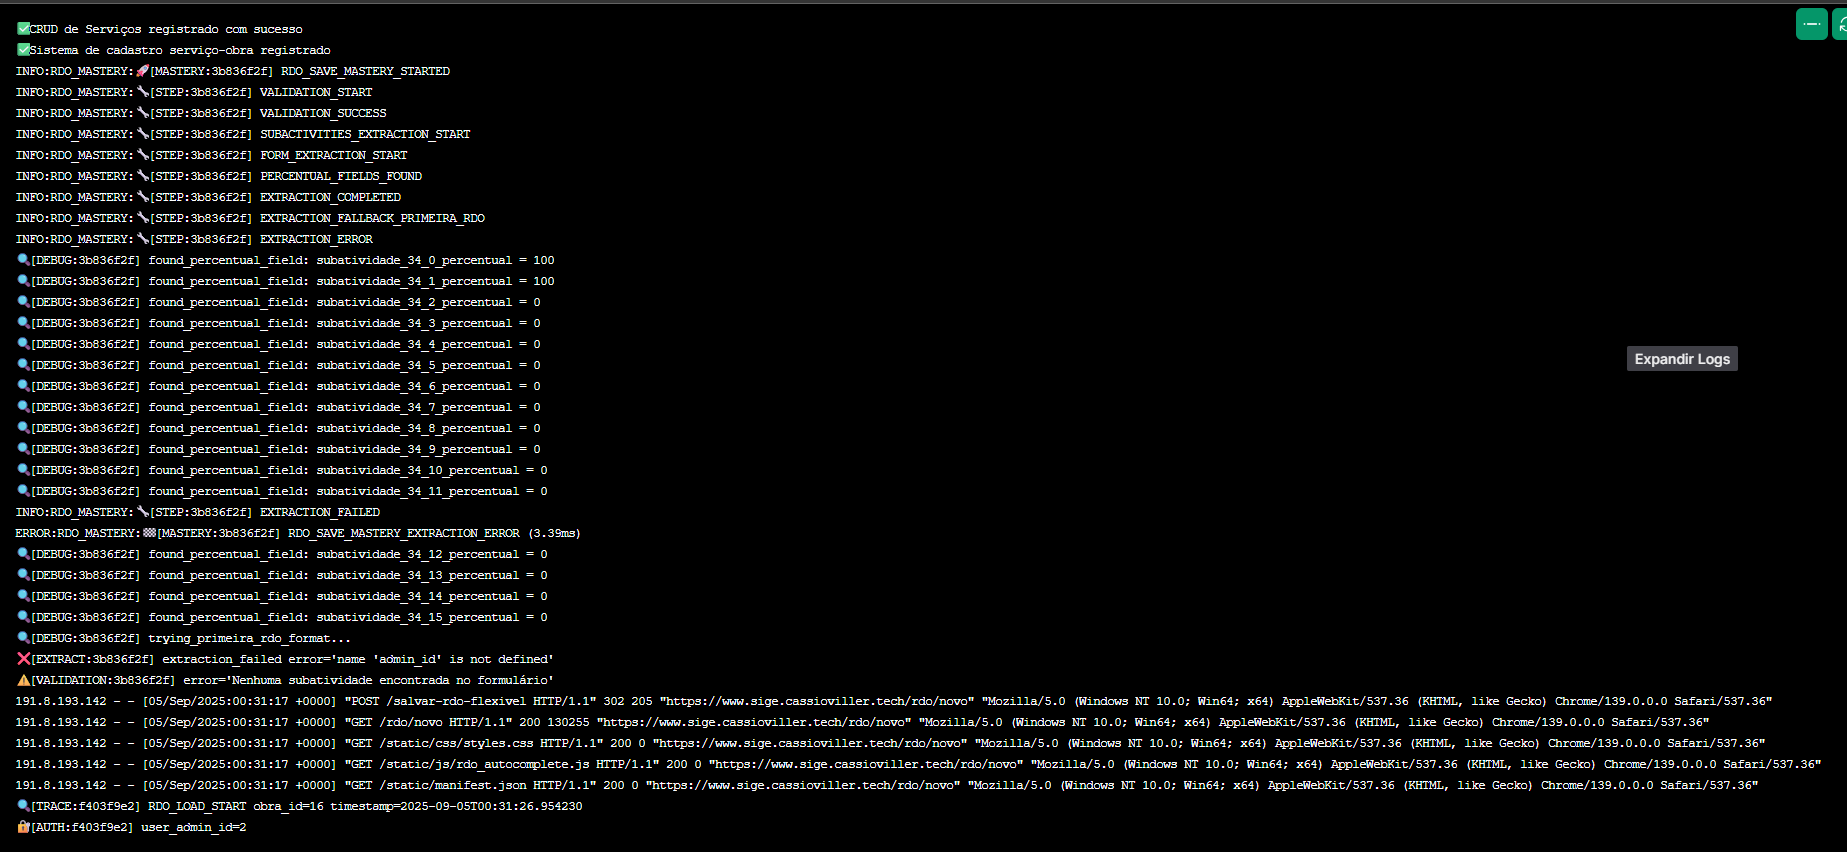 ✅CRUD de Serviços registrado com sucesso
✅Sistema de cadastro serviço-obra registrado
INFO:RDO_MASTERY:🚀[MASTERY:3b836f2f] RDO_SAVE_MASTERY_STARTED
INFO:RDO_MASTERY:🔧[STEP:3b836f2f] VALIDATION_START
INFO:RDO_MASTERY:🔧[STEP:3b836f2f] VALIDATION_SUCCESS
INFO:RDO_MASTERY:🔧[STEP:3b836f2f] SUBACTIVITIES_EXTRACTION_START
INFO:RDO_MASTERY:🔧[STEP:3b836f2f] FORM_EXTRACTION_START
INFO:RDO_MASTERY:🔧[STEP:3b836f2f] PERCENTUAL_FIELDS_FOUND
INFO:RDO_MASTERY:🔧[STEP:3b836f2f] EXTRACTION_COMPLETED
INFO:RDO_MASTERY:🔧[STEP:3b836f2f] EXTRACTION_FALLBACK_PRIMEIRA_RDO
INFO:RDO_MASTERY:🔧[STEP:3b836f2f] EXTRACTION_ERROR
🔍[DEBUG:3b836f2f] found_percentual_field: subatividade_34_0_percentual = 100
🔍[DEBUG:3b836f2f] found_percentual_field: subatividade_34_1_percentual = 100
🔍[DEBUG:3b836f2f] found_percentual_field: subatividade_34_2_percentual = 0
🔍[DEBUG:3b836f2f] found_percentual_field: subatividade_34_3_percentual = 0
🔍[DEBUG:3b836f2f] found_percentual_field: subatividade_34_4_percentual = 0
🔍[DEBUG:3b836f2f] found_percentual_field: subatividade_34_5_percentual = 0
🔍[DEBUG:3b836f2f] found_percentual_field: subatividade_34_6_percentual = 0
🔍[DEBUG:3b836f2f] found_percentual_field: subatividade_34_7_percentual = 0
🔍[DEBUG:3b836f2f] found_percentual_field: subatividade_34_8_percentual = 0
🔍[DEBUG:3b836f2f] found_percentual_field: subatividade_34_9_percentual = 0
🔍[DEBUG:3b836f2f] found_percentual_field: subatividade_34_10_percentual = 0
🔍[DEBUG:3b836f2f] found_percentual_field: subatividade_34_11_percentual = 0
INFO:RDO_MASTERY:🔧[STEP:3b836f2f] EXTRACTION_FAILED
ERROR:RDO_MASTERY:🏁[MASTERY:3b836f2f] RDO_SAVE_MASTERY_EXTRACTION_ERROR (3.39ms)
🔍[DEBUG:3b836f2f] found_percentual_field: subatividade_34_12_percentual = 0
🔍[DEBUG:3b836f2f] found_percentual_field: subatividade_34_13_percentual = 0
🔍[DEBUG:3b836f2f] found_percentual_field: subatividade_34_14_percentual = 0
🔍[DEBUG:3b836f2f] found_percentual_field: subatividade_34_15_percentual = 0
🔍[DEBUG:3b836f2f] trying_primeira_rdo_format...
❌[EXTRACT:3b836f2f] extraction_failed error='name 'admin_id' is not defined'
⚠️[VALIDATION:3b836f2f] error='Nenhuma subatividade encontrada no formulário'
191.8.193.142 - - [05/Sep/2025:00:31:17 +0000] "POST /salvar-rdo-flexivel HTTP/1.1" 302 205 "https://www.sige.cassioviller.tech/rdo/novo" "Mozilla/5.0 (Windows NT 10.0; Win64; x64) AppleWebKit/537.36 (KHTML, like Gecko) Chrome/139.0.0.0 Safari/537.36"
191.8.193.142 - - [05/Sep/2025:00:31:17 +0000] "GET /rdo/novo HTTP/1.1" 200 130255 "https://www.sige.cassioviller.tech/rdo/novo" "Mozilla/5.0 (Windows NT 10.0; Win64; x64) AppleWebKit/537.36 (KHTML, like Gecko) Chrome/139.0.0.0 Safari/537.36"
191.8.193.142 - - [05/Sep/2025:00:31:17 +0000] "GET /static/css/styles.css HTTP/1.1" 200 0 "https://www.sige.cassioviller.tech/rdo/novo" "Mozilla/5.0 (Windows NT 10.0; Win64; x64) AppleWebKit/537.36 (KHTML, like Gecko) Chrome/139.0.0.0 Safari/537.36"
191.8.193.142 - - [05/Sep/2025:00:31:17 +0000] "GET /static/js/rdo_autocomplete.js HTTP/1.1" 200 0 "https://www.sige.cassioviller.tech/rdo/novo" "Mozilla/5.0 (Windows NT 10.0; Win64; x64) AppleWebKit/537.36 (KHTML, like Gecko) Chrome/139.0.0.0 Safari/537.36"
191.8.193.142 - - [05/Sep/2025:00:31:17 +0000] "GET /static/manifest.json HTTP/1.1" 200 0 "https://www.sige.cassioviller.tech/rdo/novo" "Mozilla/5.0 (Windows NT 10.0; Win64; x64) AppleWebKit/537.36 (KHTML, like Gecko) Chrome/139.0.0.0 Safari/537.36"
🔍[TRACE:f403f9e2] RDO_LOAD_START obra_id=16 timestamp=2025-09-05T00:31:26.954230
🔐[AUTH:f403f9e2] user_admin_id=2
Expandir Logs